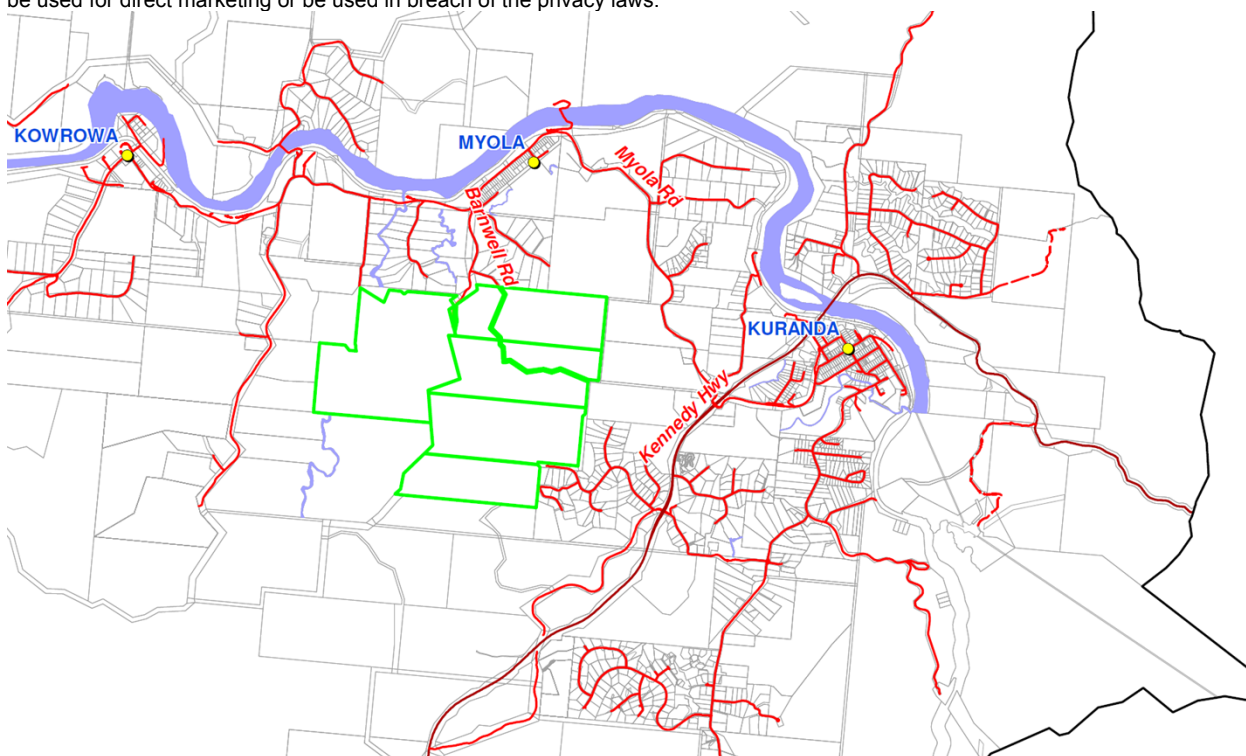 be used for direct marketing or be used in breach of the privacy laws.
KOWROWA
MYOLA
Myola Rd
Barnwell Rd
KURANDA
Kennedy Hwy